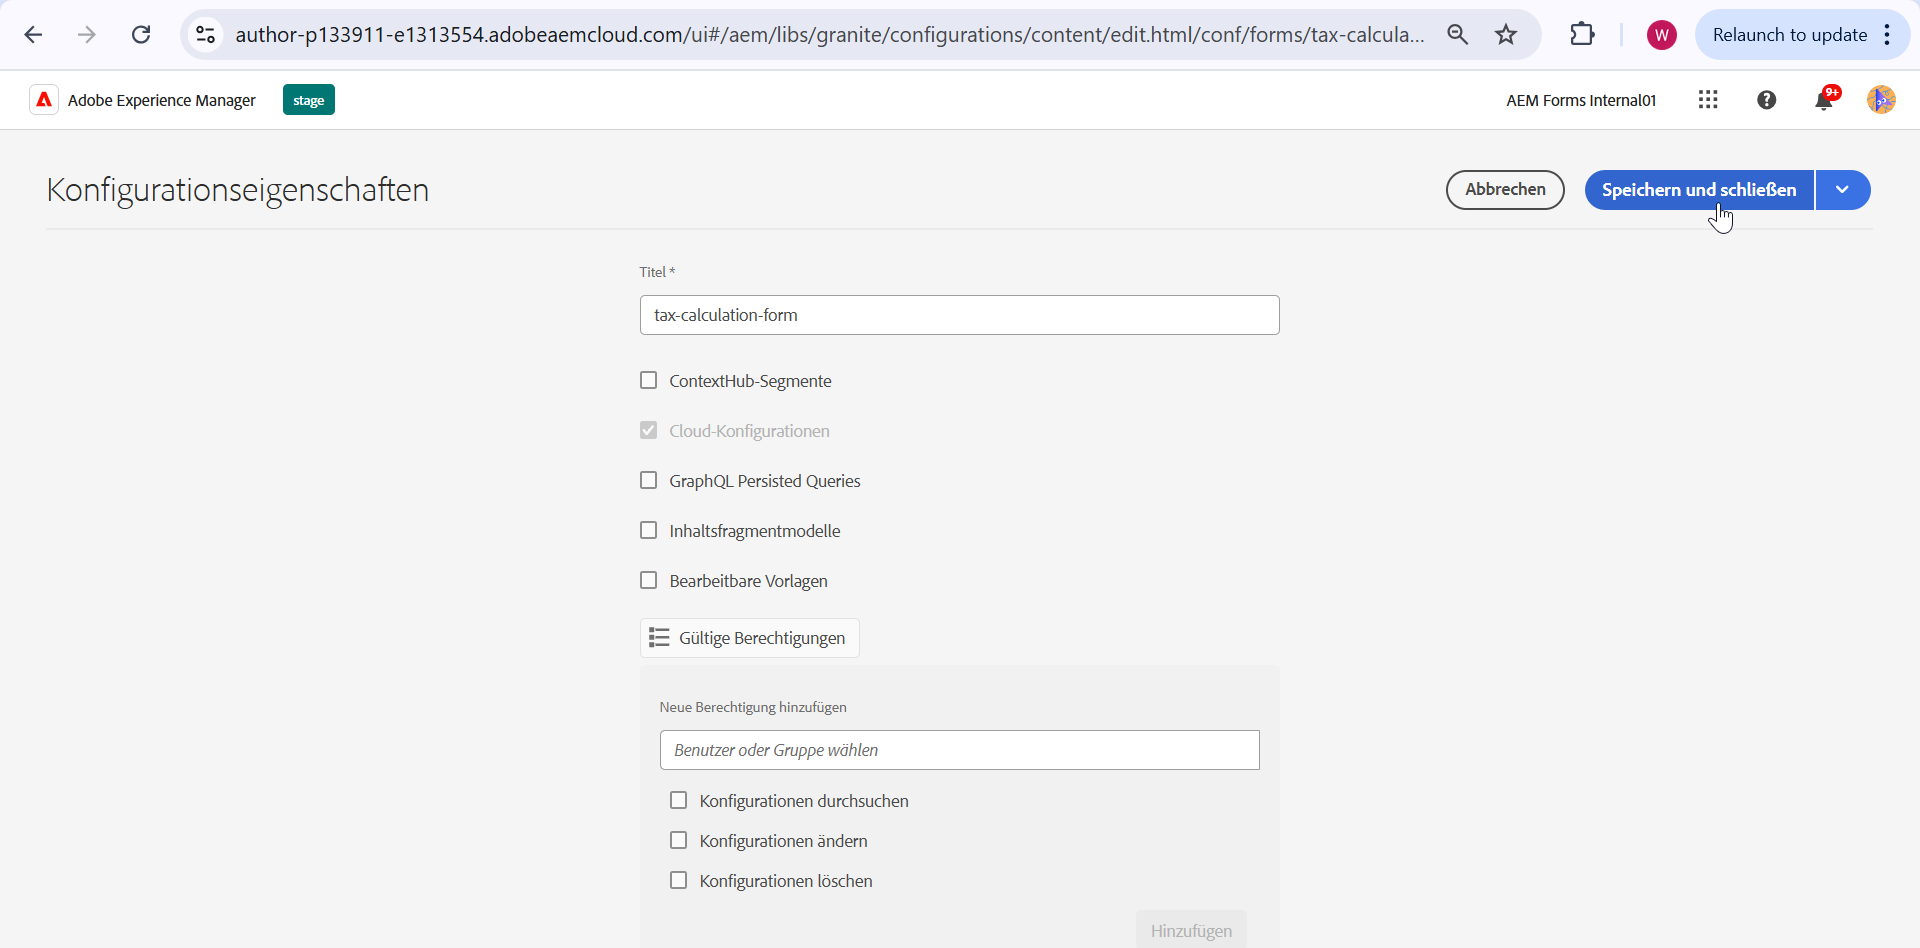 author-p133911-e1313554.adobeaemcloud.com/ui#/aem/libs/granite/configurations/content/edit.html/conf/forms/tax-calcula...
W
Relaunch to update
Adobe Experience Manager
stage
AEM Forms Internal01
9+
Konfigurationseigenschaften
Abbrechen
Speichern und schließen
Titel *
tax-calculation-form
ContextHub-Segmente
Cloud-Konfigurationen
GraphQL Persisted Queries
Inhaltsfragmentmodelle
Bearbeitbare Vorlagen
Gültige Berechtigungen
Neue Berechtigung hinzufügen
Benutzer oder Gruppe wählen
Konfigurationen durchsuchen
Konfigurationen ändern
Konfigurationen löschen
Hinzufügen